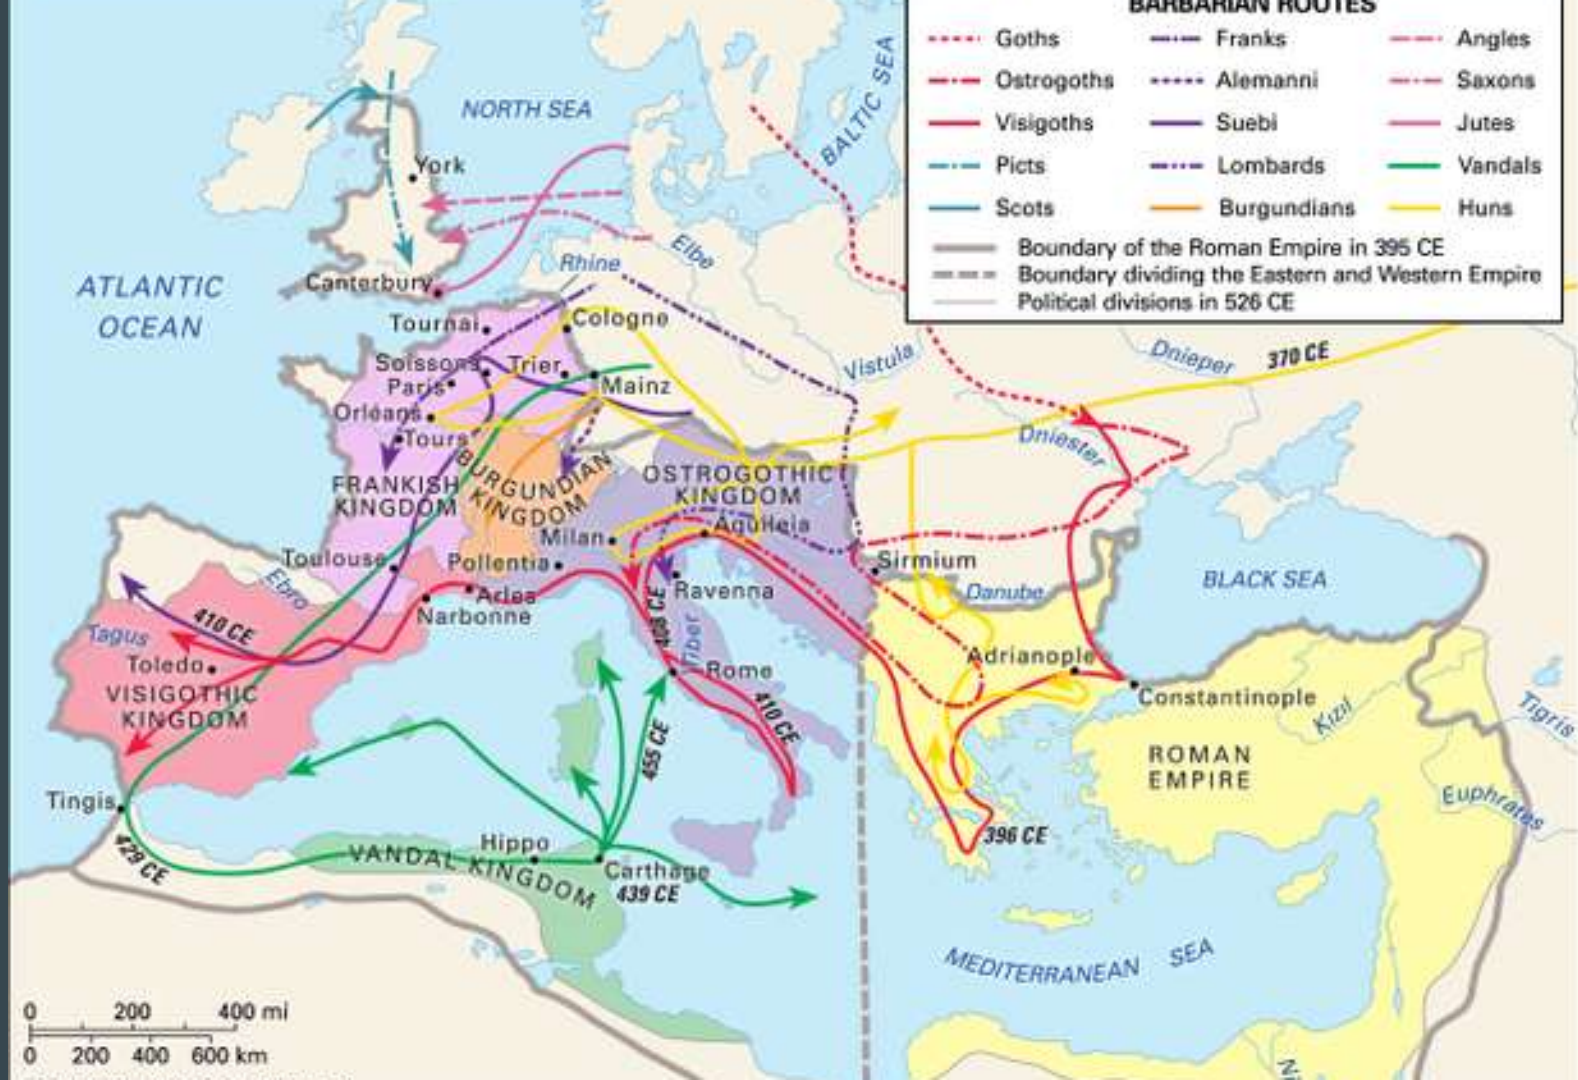 BARBARIAN ROUTES
Goths
Franks
Angles
Ostrogoths
Alemanni
Saxons
Visigoths
Suebi
Jutes
Picts
Lombards
Vandals
Scots
Burgundians
Huns
Boundary of the Roman Empire in 395 CE
Boundary dividing the Eastern and Western Empire
Political divisions in 526 CE
NORTH SEA
BALTIC SEA
York
Elbe
Rhine
ATLANTIC
OCEAN
Canterbury
Tournai
Cologne
Soissons
Trier
Paris
Mainz
Orléans
Tours
Vistula
Dnieper
370 CE
Dniester
FRANKISH
KINGDOM
BURGUNDIAN
KINGDOM
OSTROGOTHIC
KINGDOM
Milan
Aquileia
Toulouse
Pollentia
Sirmium
Danube
BLACK SEA
Ebro
Arles
Narbonne
Ravenna
408 CE
Tiber
410 CE
Tagus
Toledo
VISIGOTHIC
KINGDOM
Rome
410 CE
Adrianople
Constantinople
Kizil
Tigris
ROMAN
EMPIRE
Euphrates
455 CE
Tingis
429 CE
Hippo
VANDAL KINGDOM
Carthage
439 CE
396 CE
MEDITERRANEAN SEA
0 200 400 mi
0 200 400 600 km